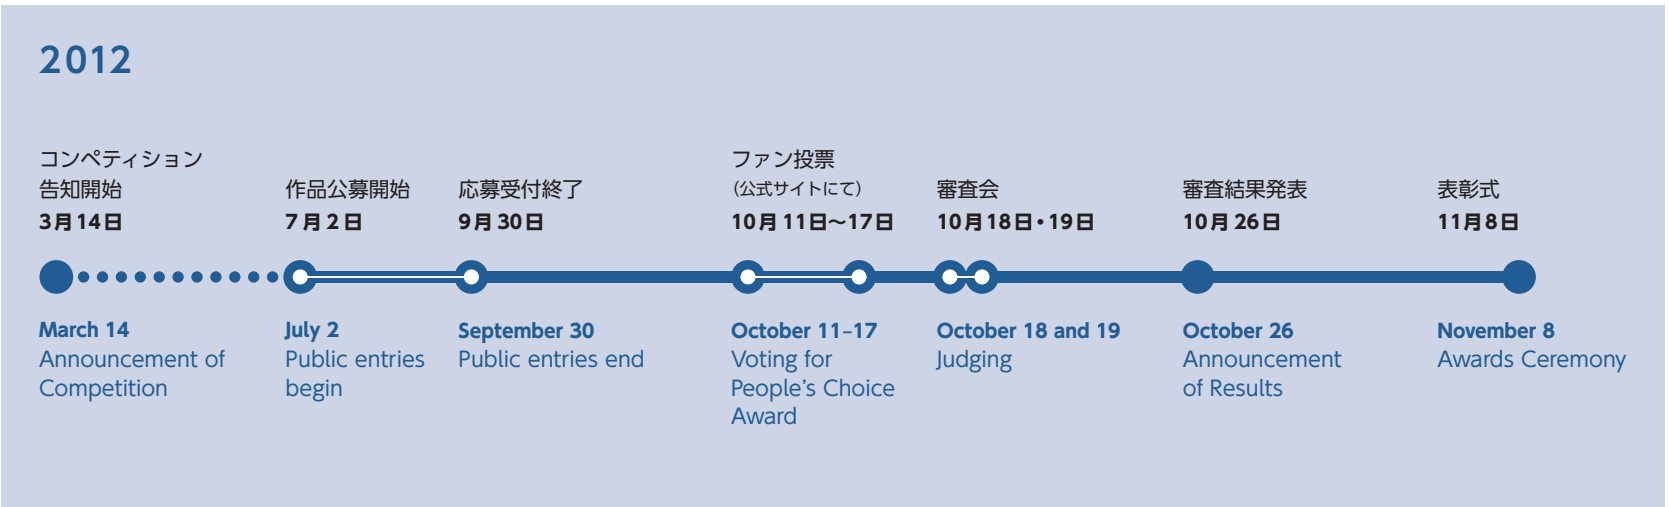 2012
コンペティション
告知開始
3月14日
作品公募開始
7月2日
応募受付終了
9月30日
ファン投票
（公式サイトにて）
10月11日〜17日
審査会
10月18日・19日
審査結果発表
10月26日
表彰式
11月8日
March 14
Announcement of
Competition
July 2
Public entries
begin
September 30
Public entries end
October 11–17
Voting for
People’s Choice
Award
October 18 and 19
Judging
October 26
Announcement
of Results
November 8
Awards Ceremony